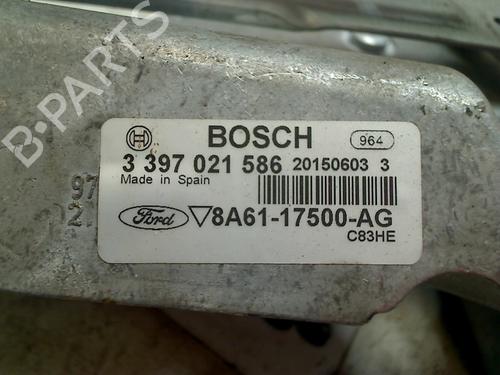 B-PARTS
BOSCH
964
3 397 021 586 20150603 3
Made in Spain
97
2
Ford ▽8A61-17500-AG
C83HE